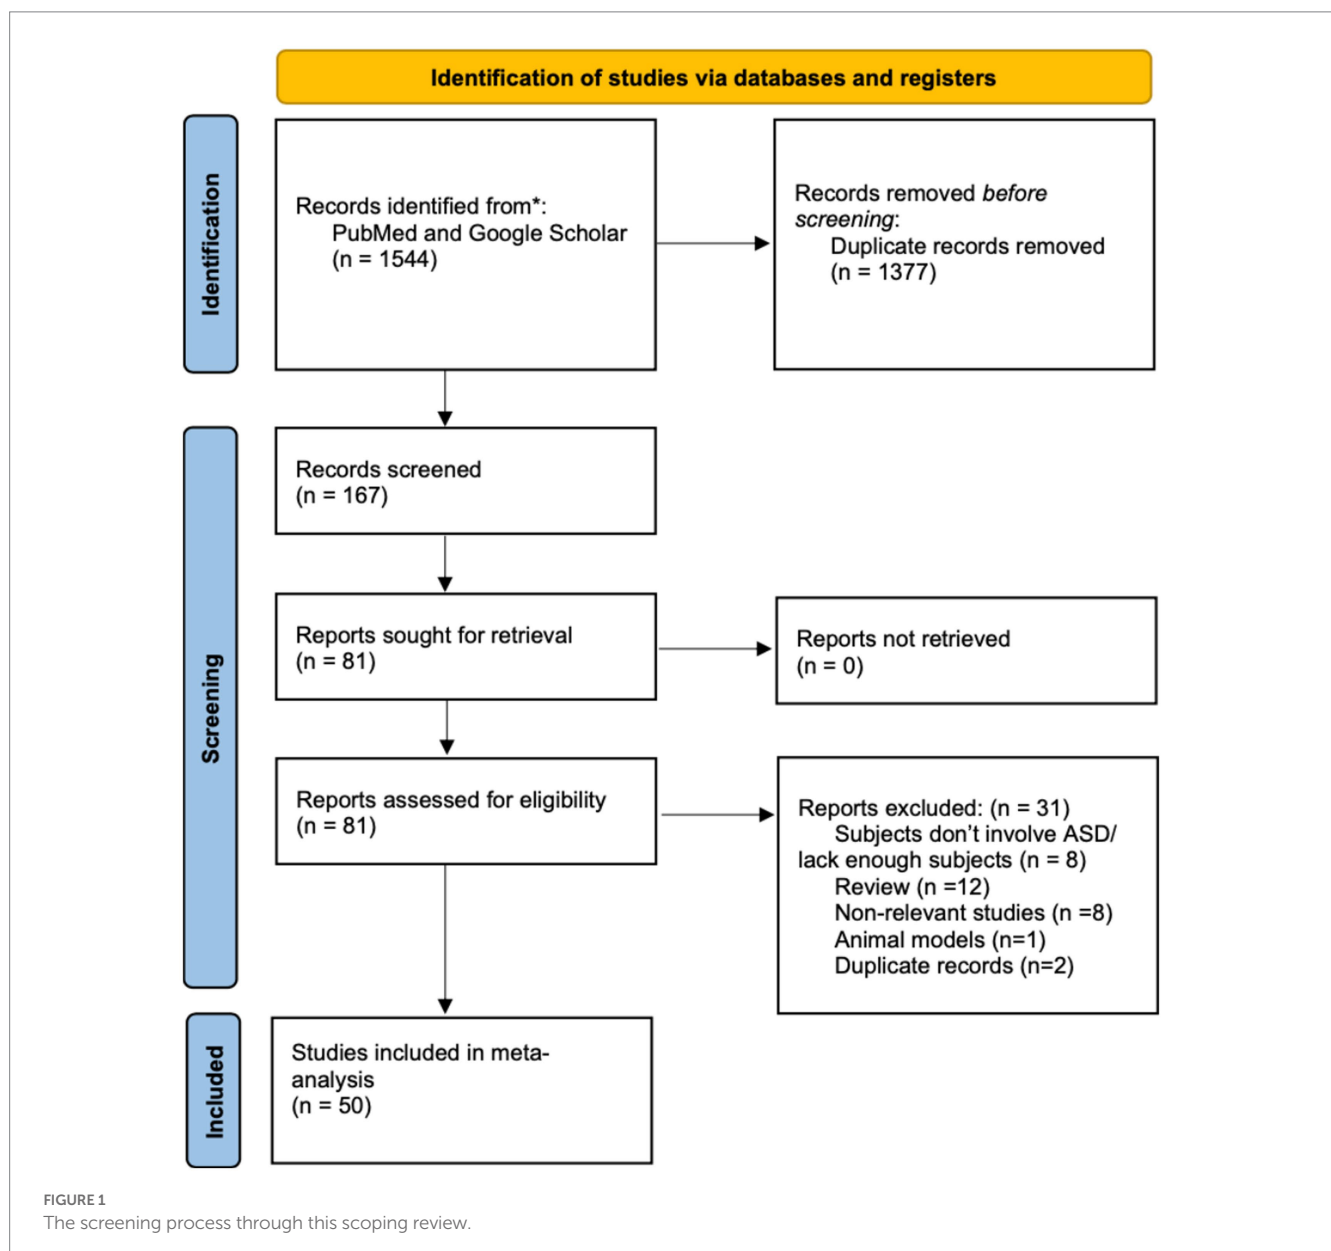 Identification of studies via databases and registers
Identification
Records identified from*:
PubMed and Google Scholar
(n = 1544)
Records removed before
screening:
Duplicate records removed
(n = 1377)
Screening
Records screened
(n = 167)
Reports sought for retrieval
(n = 81)
Reports not retrieved
(n = 0)
Reports assessed for eligibility
(n = 81)
Reports excluded: (n = 31)
Subjects don't involve ASD/
lack enough subjects (n = 8)
Review (n =12)
Non-relevant studies (n =8)
Animal models (n=1)
Duplicate records (n=2)
Included
Studies included in meta-
analysis
(n = 50)
FIGURE 1
The screening process through this scoping review.